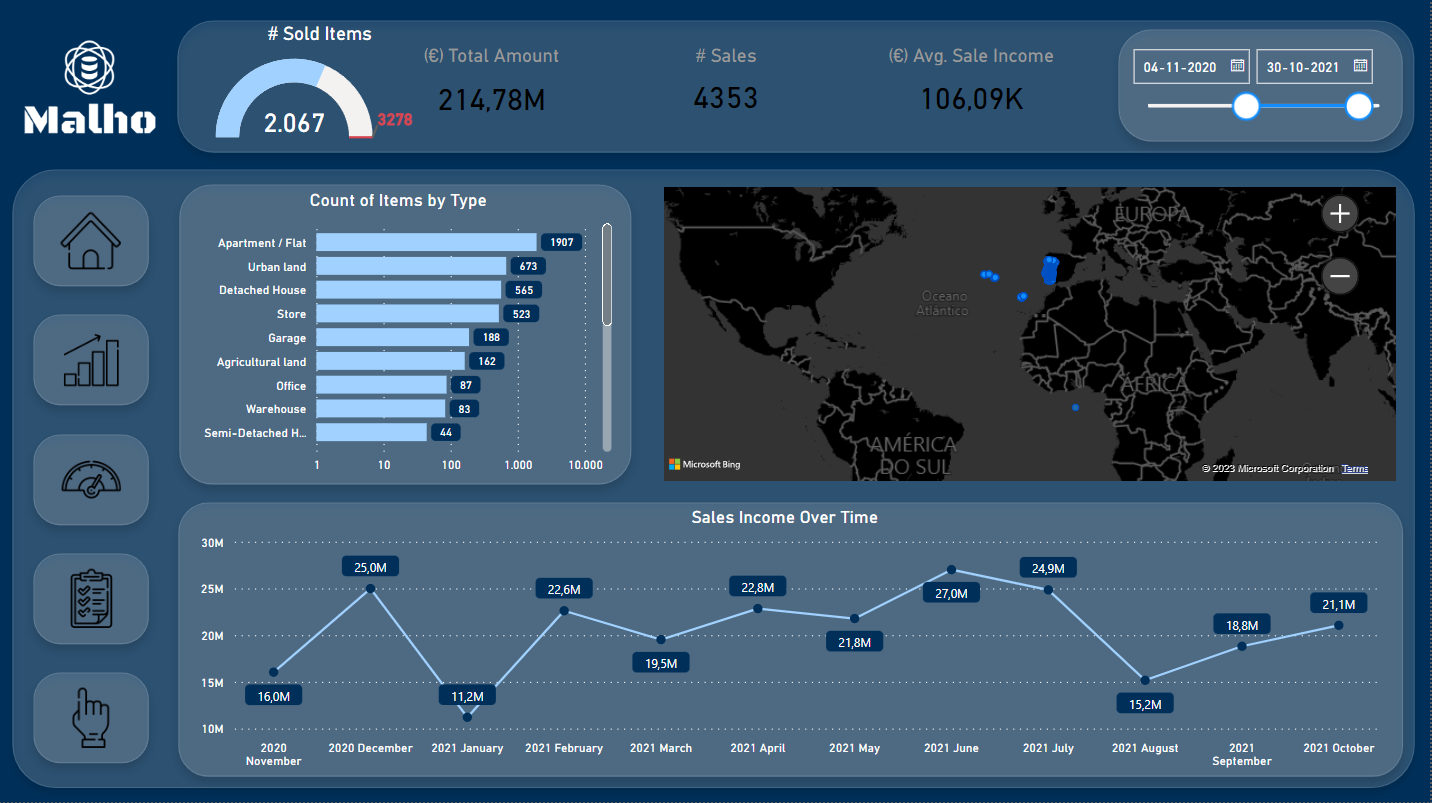 Malho
# Sold Items
2.067
3278
(€) Total Amount
214,78M
# Sales
4353
(€) Avg. Sale Income
106,09K
04-11-2020
30-10-2021
Count of Items by Type
Apartment / Flat 1907
Urban land 673
Detached House 565
Store 523
Garage 188
Agricultural land 162
Office 87
Warehouse 83
Semi-Detached H... 44
1 10 100 1.000 10.000
EUROPA
Oceano
Atlântico
ÁFRICA
AMÉRICA
DO SUL
Microsoft Bing
© 2023 Microsoft Corporation Terms
Sales Income Over Time
30M
25M
20M
15M
10M
16,0M
25,0M
11,2M
22,6M
19,5M
22,8M
21,8M
27,0M
24,9M
15,2M
18,8M
21,1M
2020
November
2020 December
2021 January
2021 February
2021 March
2021 April
2021 May
2021 June
2021 July
2021 August
2021
September
2021 October